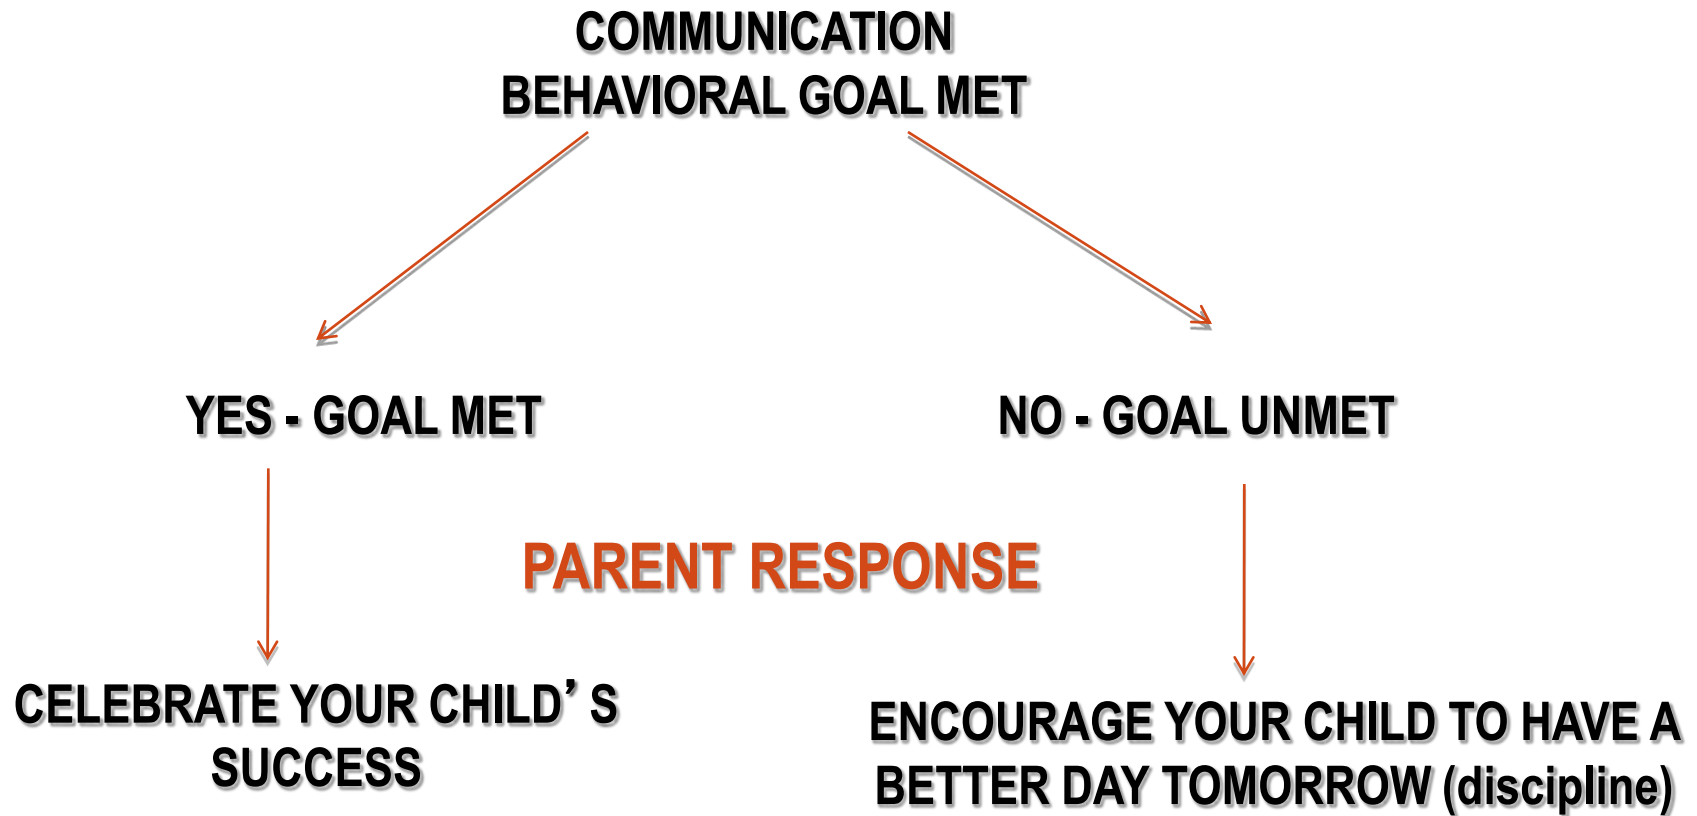 COMMUNICATION
BEHAVIORAL GOAL MET
YES - GOAL MET
NO - GOAL UNMET
PARENT RESPONSE
CELEBRATE YOUR CHILD’S
SUCCESS
ENCOURAGE YOUR CHILD TO HAVE A
BETTER DAY TOMORROW (discipline)